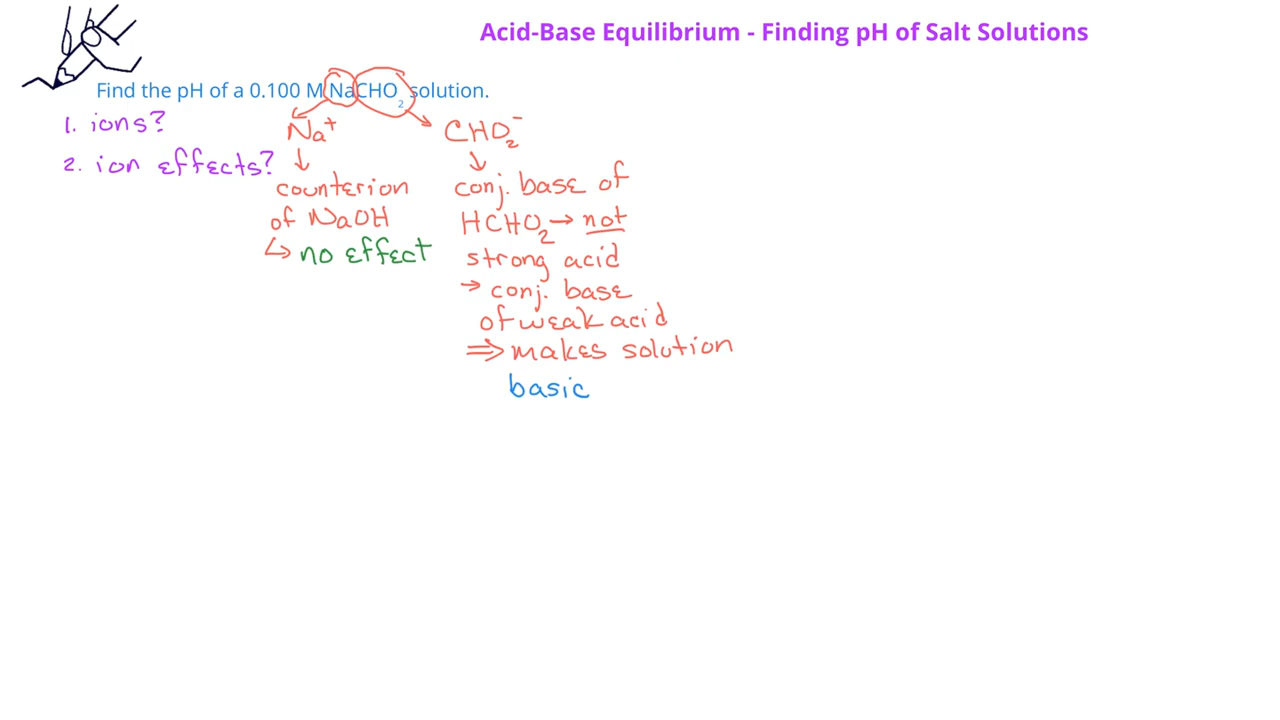 Acid-Base Equilibrium - Finding pH of Salt Solutions
Find the pH of a 0.100 M NaCHO₂ solution.
1. ions?
Na⁺
CHO₂⁻
2. ion effects?
↓
counterion
of NaOH
↳ no effect
↓
conj. base of
HCHO₂ → not
strong acid
→ conj. base
of weak acid
⇒ makes solution
basic